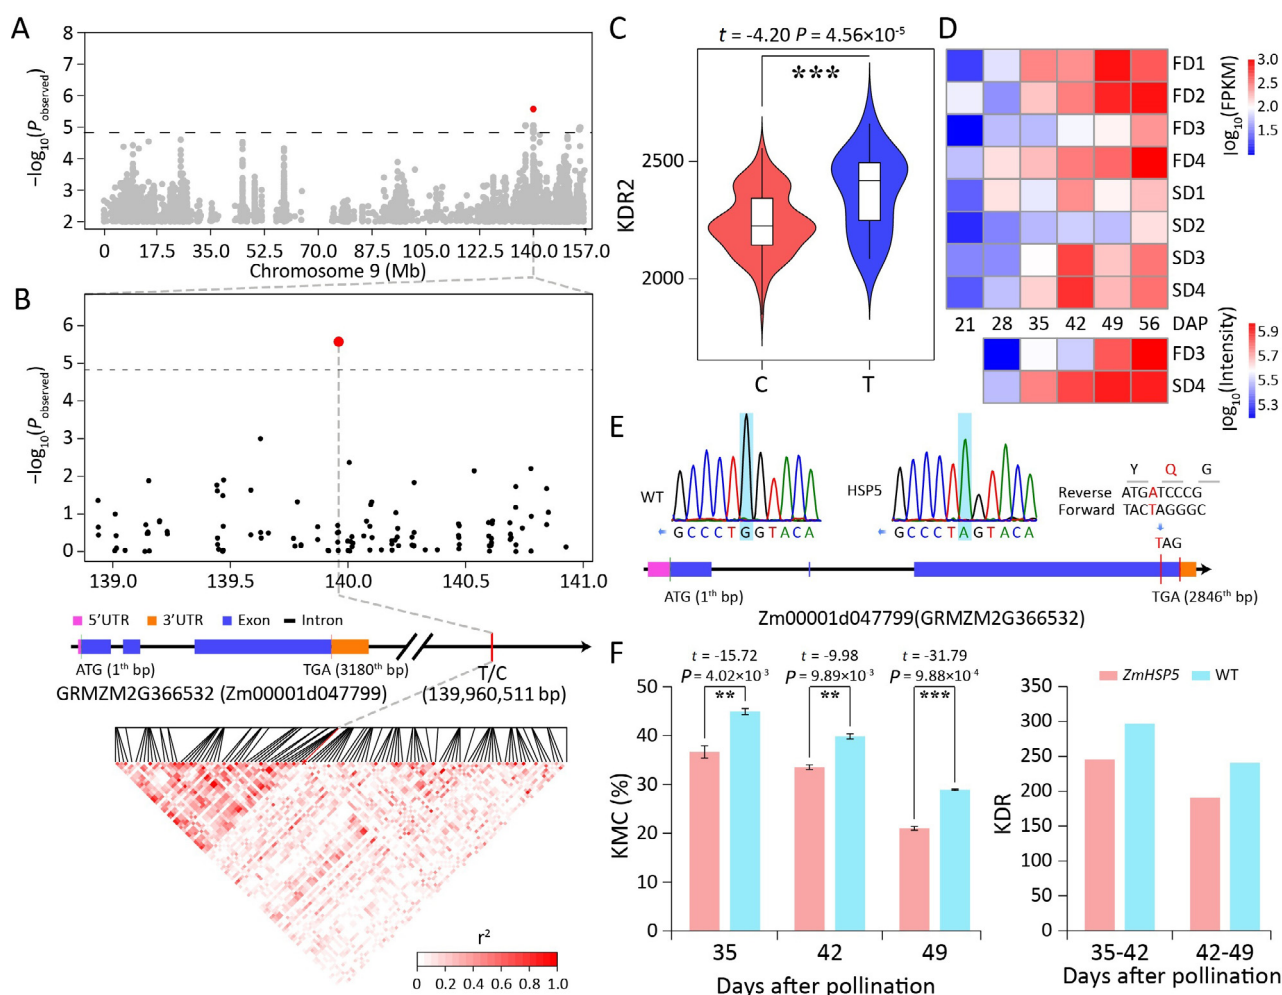 A
8
7
6
5
4
3
2
−log10(Pobserved)
0 17.5 35.0 52.5 70.0 87.5 105.0 122.5 140.0 157.0
Chromosome 9 (Mb)
B
6
5
4
3
2
1
0
−log10(Pobserved)
139.0 139.5 140.0 140.5 141.0
5'UTR 3'UTR Exon Intron
ATG (1th bp) TGA (3180th bp) T/C
GRMZM2G366532 (Zm00001d047799) (139,960,511 bp)
r2
0 0.2 0.4 0.6 0.8 1.0
C
t = -4.20 P = 4.56×10-5
***
KDR2
2500
2000
C T
D
FD1
FD2
FD3
FD4
SD1
SD2
SD3
SD4
21 28 35 42 49 56 DAP
FD3
SD4
log10(FPKM)
3.0
2.5
2.0
1.5
log10(Intensity)
5.9
5.7
5.5
5.3
E
WT
GCCCTGGTACA
HSP5
GCCCTAGTACA
Y Q G
Reverse ATGATCCCG
Forward TACTAGGGC
TAG
ATG (1th bp) TGA (2846th bp)
Zm00001d047799(GRMZM2G366532)
F
t = -15.72 t = -9.98 t = -31.79
P = 4.02×103 P = 9.89×103 P = 9.88×104
** ** ***
KMC (%)
50
40
30
20
10
0
35 42 49
Days after pollination
ZmHSP5 WT
KDR
350
300
250
200
150
100
50
0
35-42 42-49
Days after pollination